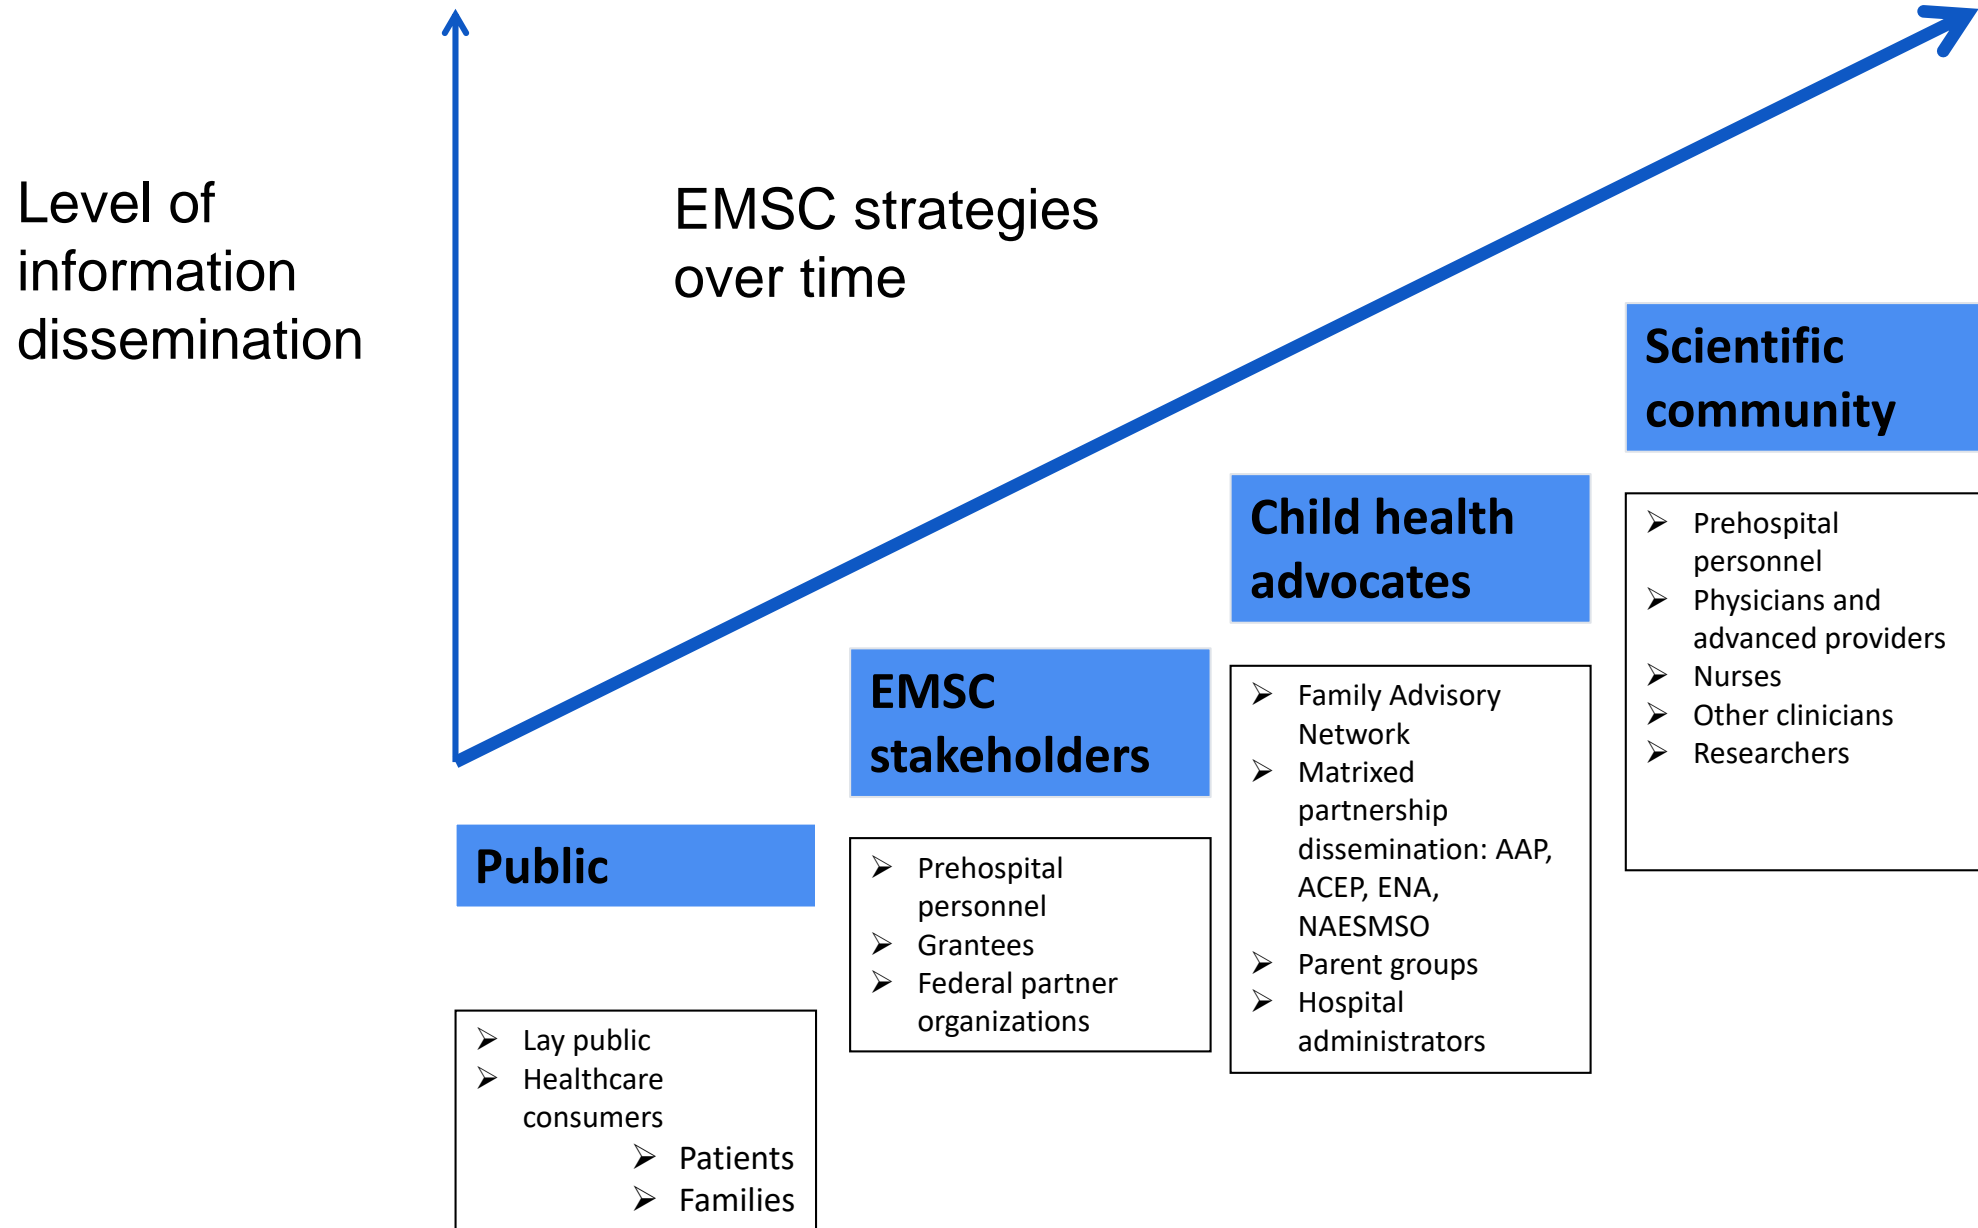 Level of
information
dissemination
EMSC strategies
over time
Public
➢ Lay public
➢ Healthcare
consumers
➢ Patients
➢ Families
EMSC
stakeholders
➢ Prehospital
personnel
➢ Grantees
➢ Federal partner
organizations
Child health
advocates
➢ Family Advisory
Network
➢ Matrixed
partnership
dissemination: AAP,
ACEP, ENA,
NAESMSO
➢ Parent groups
➢ Hospital
administrators
Scientific
community
➢ Prehospital
personnel
➢ Physicians and
advanced providers
➢ Nurses
➢ Other clinicians
➢ Researchers